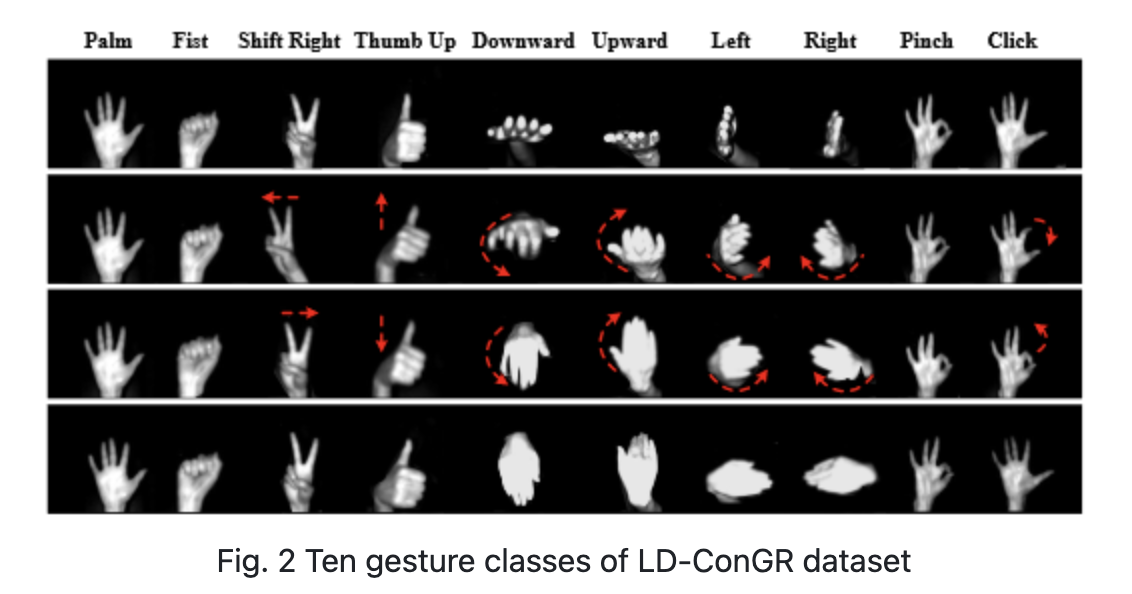 Palm Fist Shift Right Thumb Up Downward Upward Left Right Pinch Click
Fig. 2 Ten gesture classes of LD-ConGR dataset